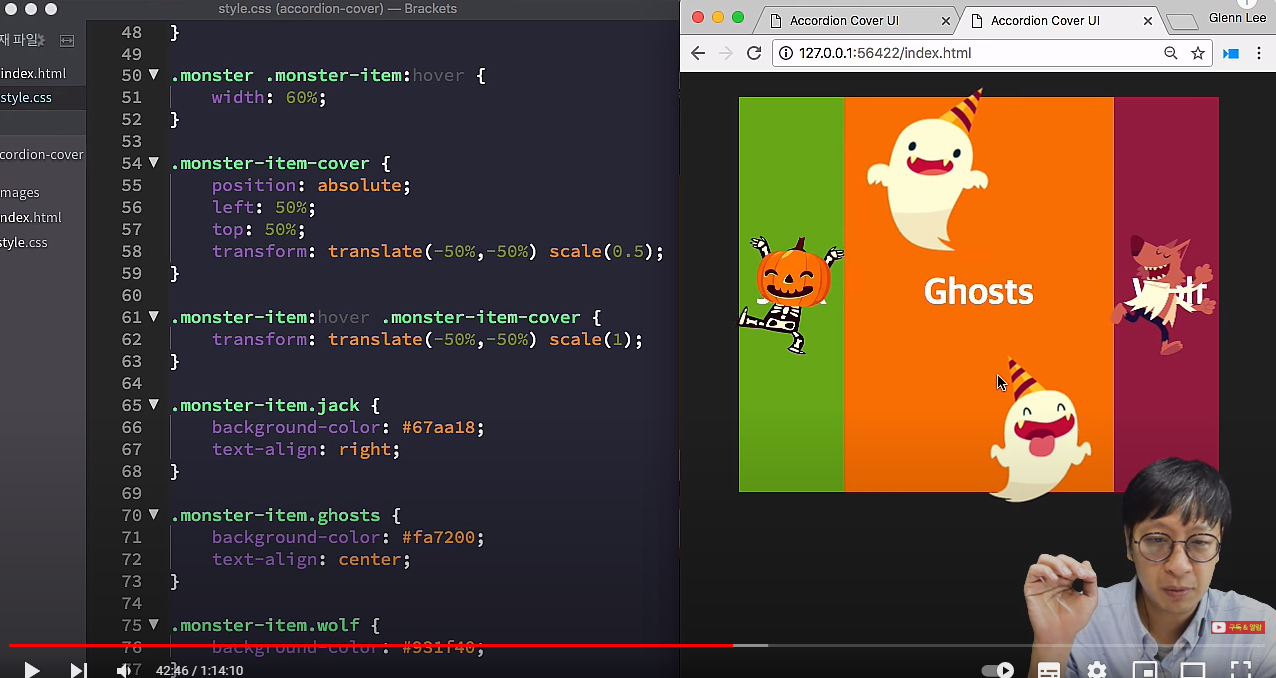 style.css (accordion-cover) — Brackets
재 파일
index.html
style.css
ccordion-cover
mages
ndex.html
style.css
48 }
49
50 ▼ .monster .monster-item:hover {
51 width: 60%;
52 }
53
54 ▼ .monster-item-cover {
55 position: absolute;
56 left: 50%;
57 top: 50%;
58 transform: translate(-50%,-50%) scale(0.5);
59 }
60
61 ▼ .monster-item:hover .monster-item-cover {
62 transform: translate(-50%,-50%) scale(1);
63 }
64
65 ▼ .monster-item.jack {
66 background-color: #67aa18;
67 text-align: right;
68 }
69
70 ▼ .monster-item.ghosts {
71 background-color: #fa7200;
72 text-align: center;
73 }
74
75 ▼ .monster-item.wolf {
76 background-color: #931f40;
77 }
Accordion Cover UI
Accordion Cover UI
Glenn Lee
127.0.0.1:56422/index.html
Ghosts
구독 & 알림
42:46 / 1:14:10